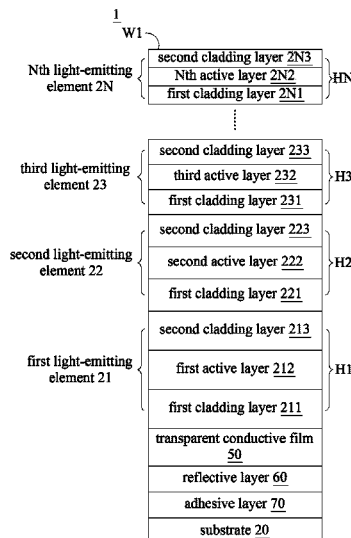 1
W1
second cladding layer 2N3
Nth active layer 2N2
first cladding layer 2N1
Nth light-emitting
element 2N
HN
second cladding layer 233
third active layer 232
first cladding layer 231
third light-emitting
element 23
H3
second cladding layer 223
second active layer 222
first cladding layer 221
second light-emitting
element 22
H2
second cladding layer 213
first active layer 212
first cladding layer 211
first light-emitting
element 21
H1
transparent conductive film
50
reflective layer 60
adhesive layer 70
substrate 20